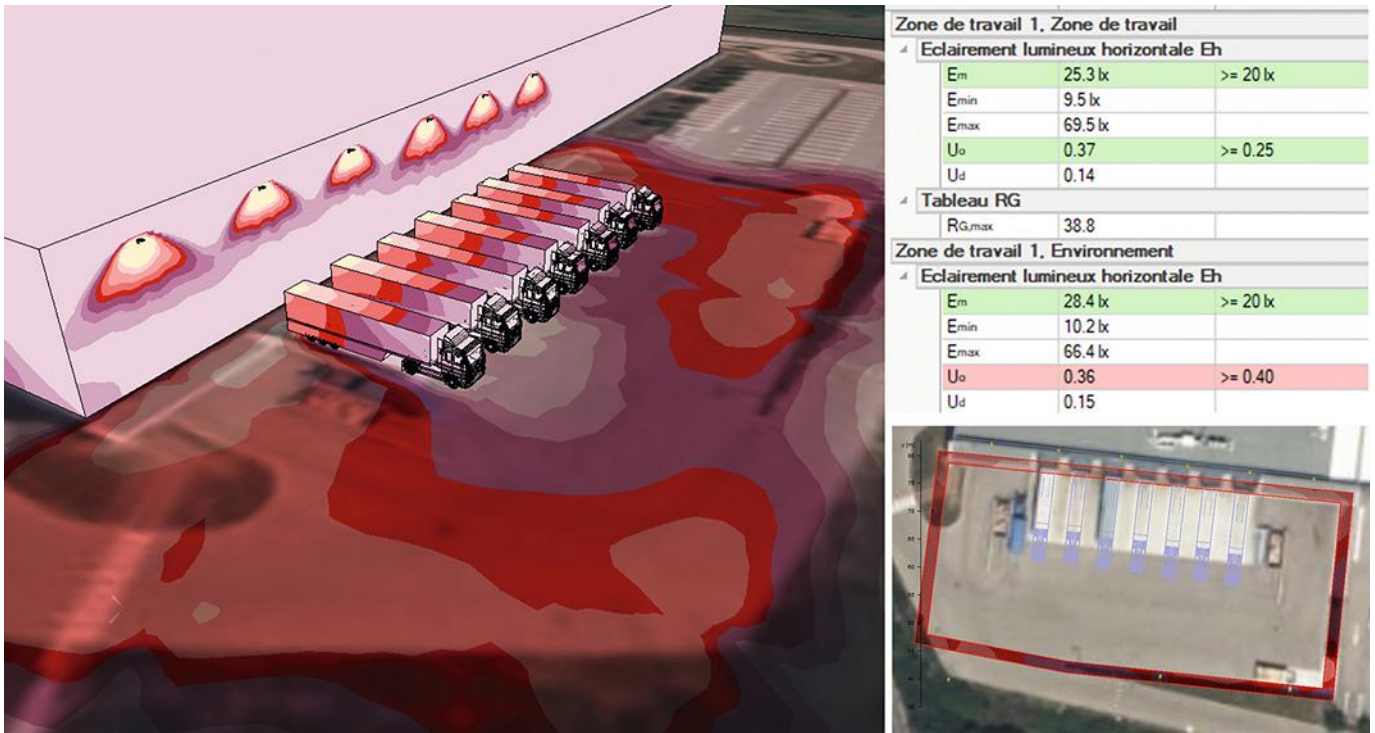 Zone de travail 1, Zone de travail
Eclairement lumineux horizontale Eh
Em 25.3 lx >= 20 lx
Emin 9.5 lx
Emax 69.5 lx
Uo 0.37 >= 0.25
Ud 0.14
Tableau RG
RG,max 38.8
Zone de travail 1, Environnement
Eclairement lumineux horizontale Eh
Em 28.4 lx >= 20 lx
Emin 10.2 lx
Emax 66.4 lx
Uo 0.36 >= 0.40
Ud 0.15